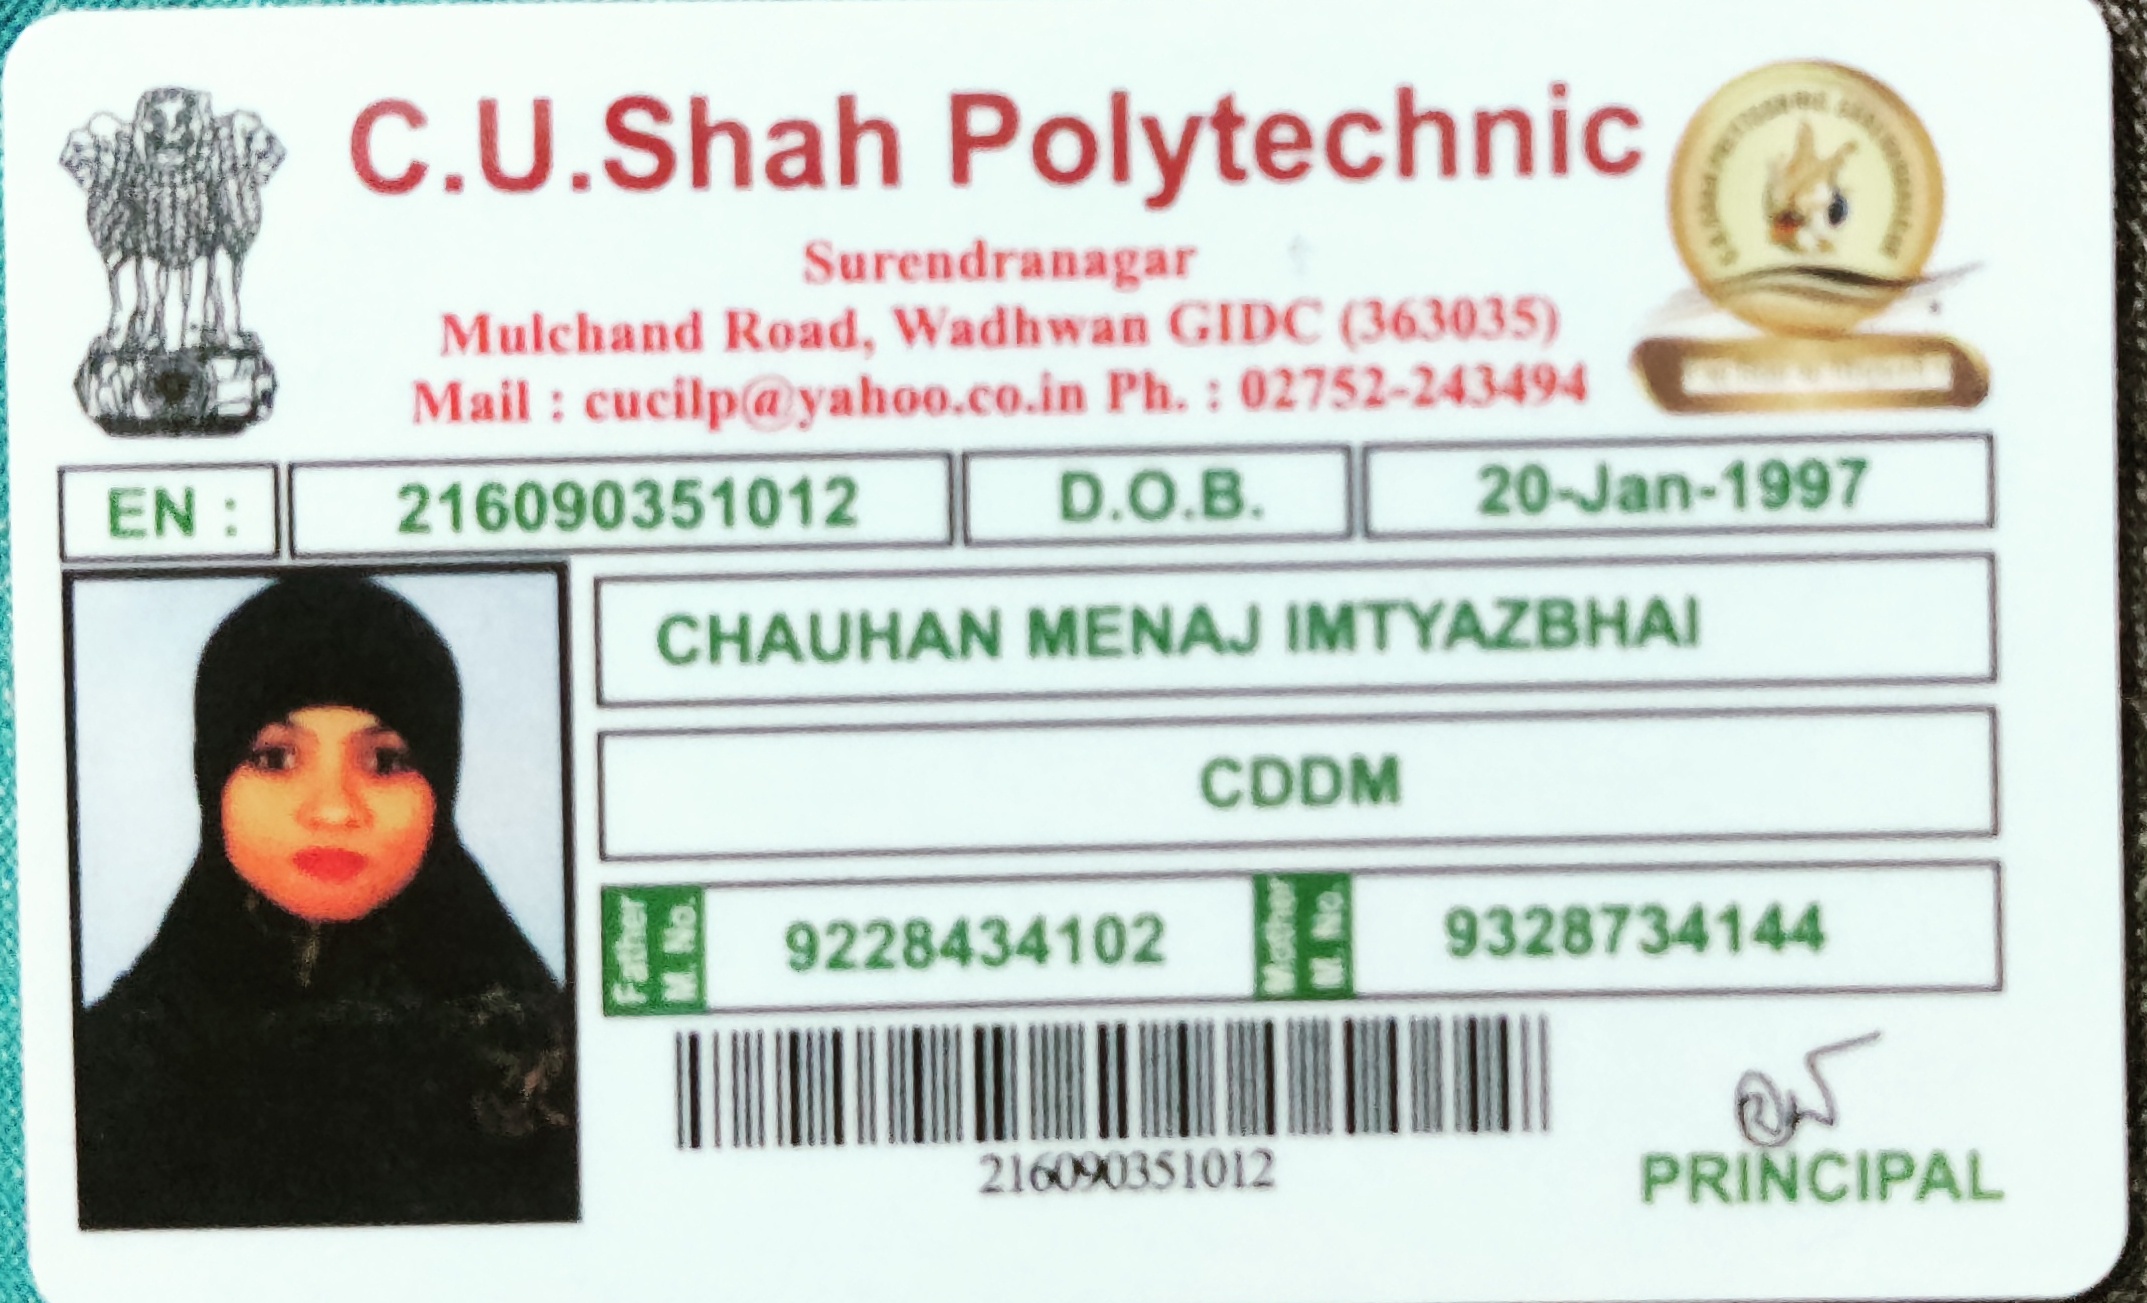 C.U.Shah Polytechnic
Surendranagar
Mulchand Road, Wadhwan GIDC (363035)
Mail : cucilp@yahoo.co.in Ph. : 02752-243494
EN : 216090351012 D.O.B. 20-Jan-1997
CHAUHAN MENAJ IMTYAZBHAI
CDDM
Father M. No. 9228434102 Mother M. No. 9328734144
216090351012
PRINCIPAL